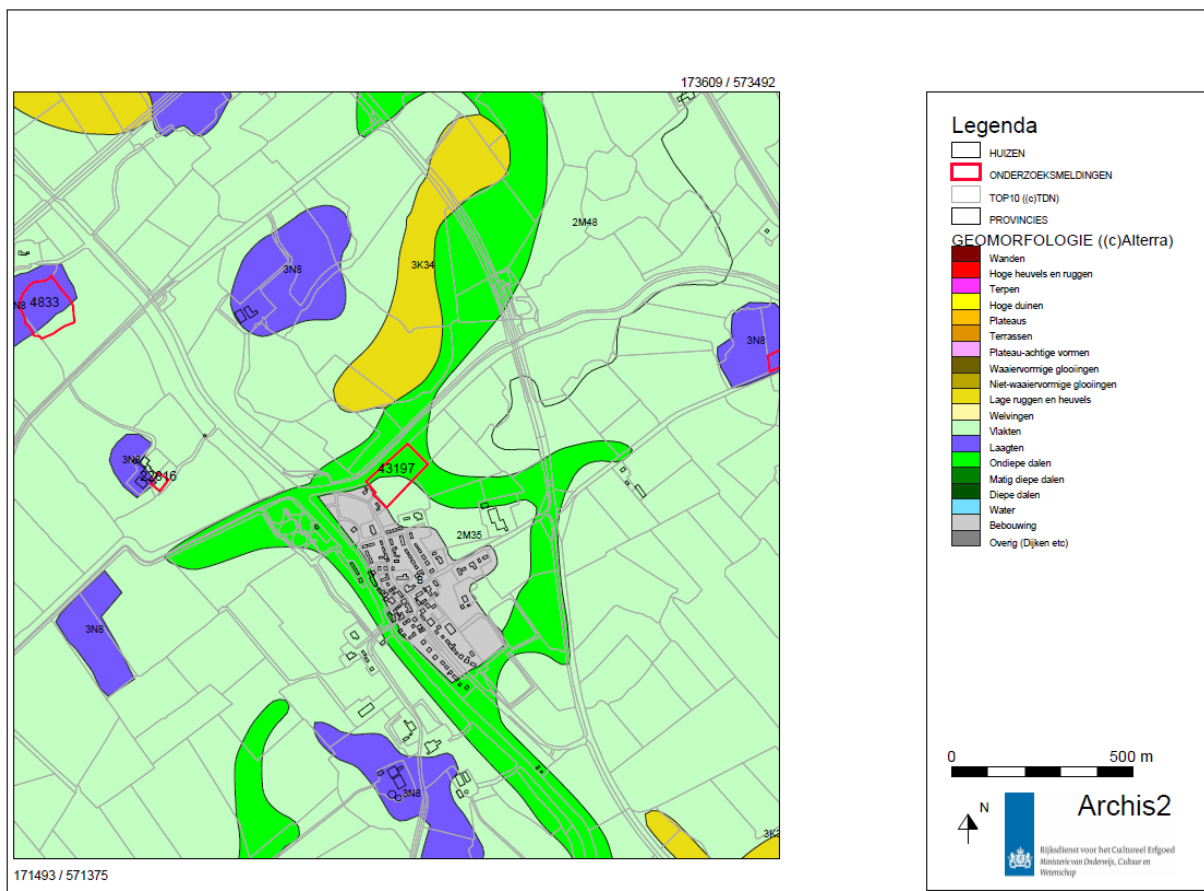 173609 / 573492
2M48
3K34
3N8
N8
4833
3N8
3N8
22816
43197
2M35
3N8
3N8
3K3
171493 / 571375
Legenda
HUIZEN
ONDERZOEKSMELDINGEN
TOP10 ((c)TDN)
PROVINCIES
GEOMORFOLOGIE ((c)Alterra)
Wanden
Hoge heuvels en ruggen
Terpen
Hoge duinen
Plateaus
Terrassen
Plateau-achtige vormen
Waaiervormige glooiingen
Niet-waaiervormige glooiingen
Lage ruggen en heuvels
Welvingen
Vlakten
Laagten
Ondiepe dalen
Matig diepe dalen
Diepe dalen
Water
Bebouwing
Overig (Dijken etc)
0 500 m
N
Archis2
Rijksdienst voor het Cultureel Erfgoed
Ministerie van Onderwijs, Cultuur en
Wetenschap